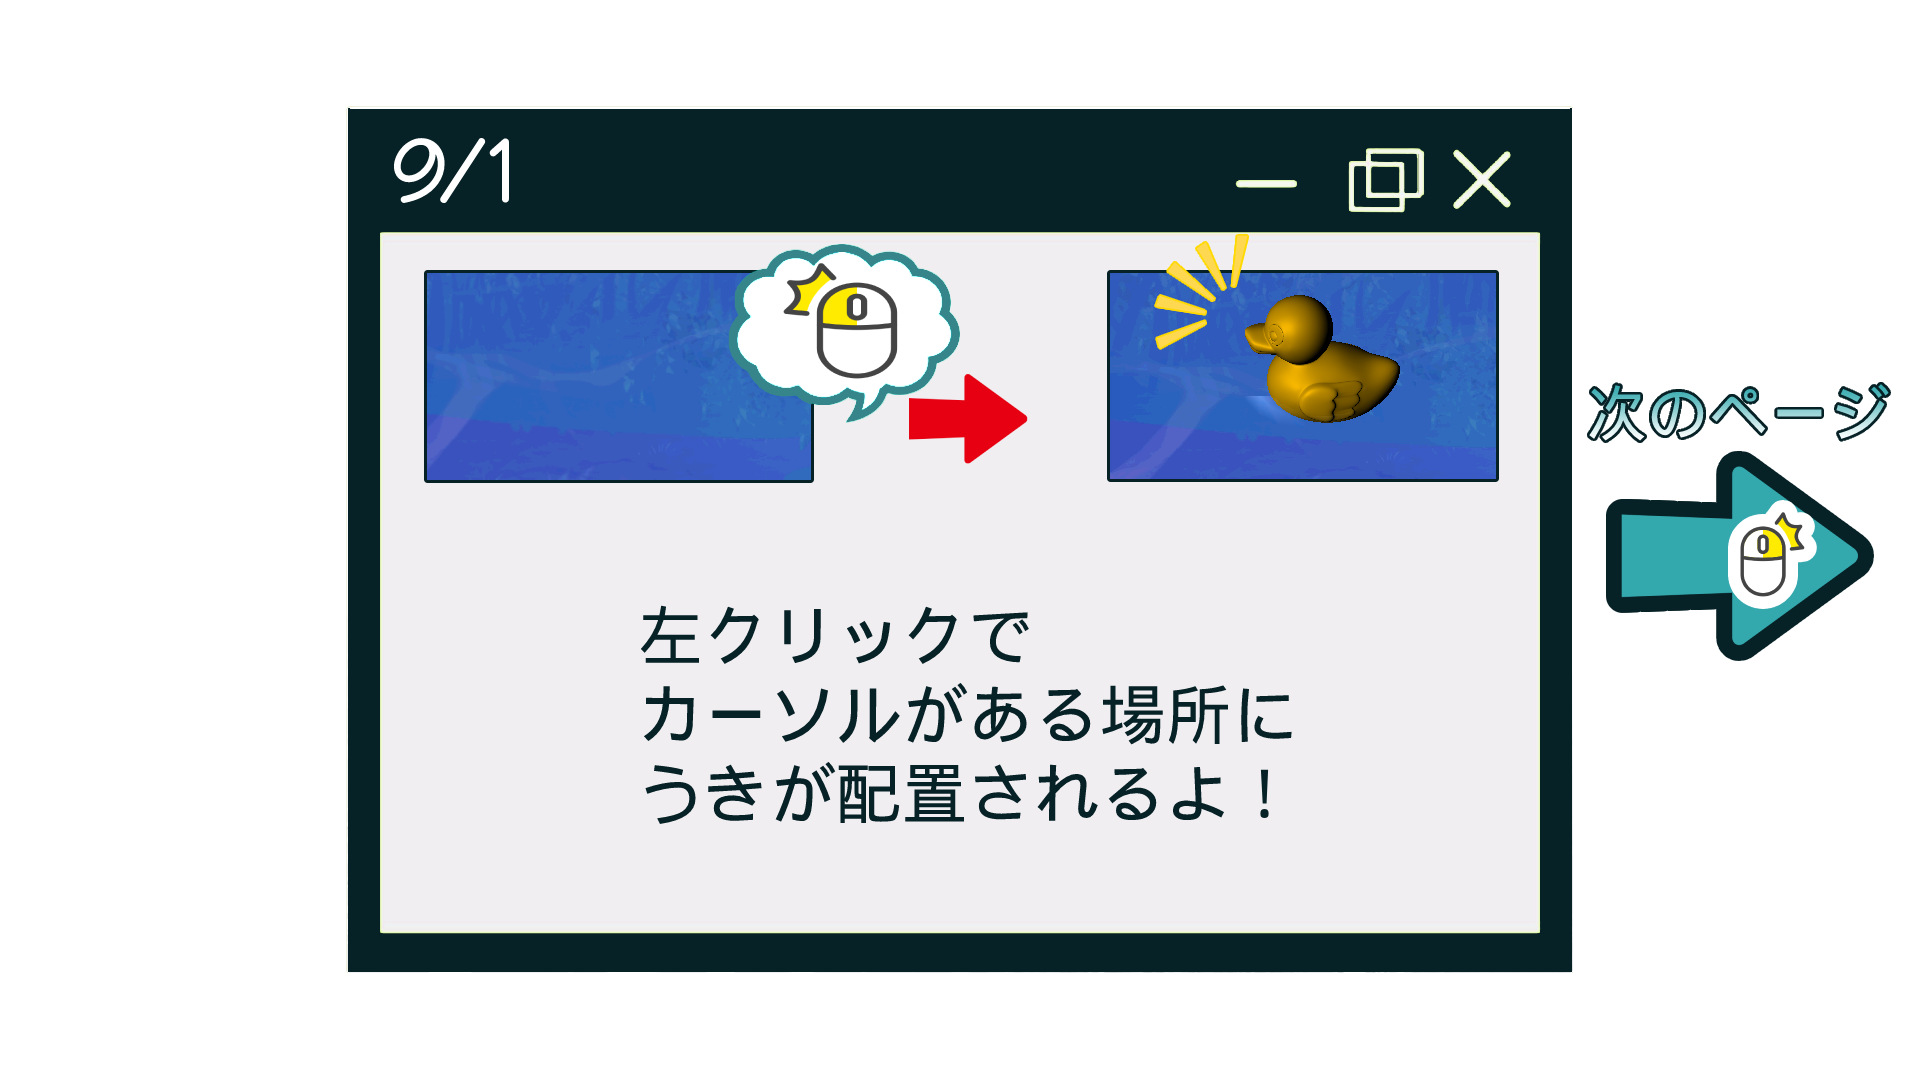 9/1
左クリックで
カーソルがある場所に
うきが配置されるよ！
次のページ